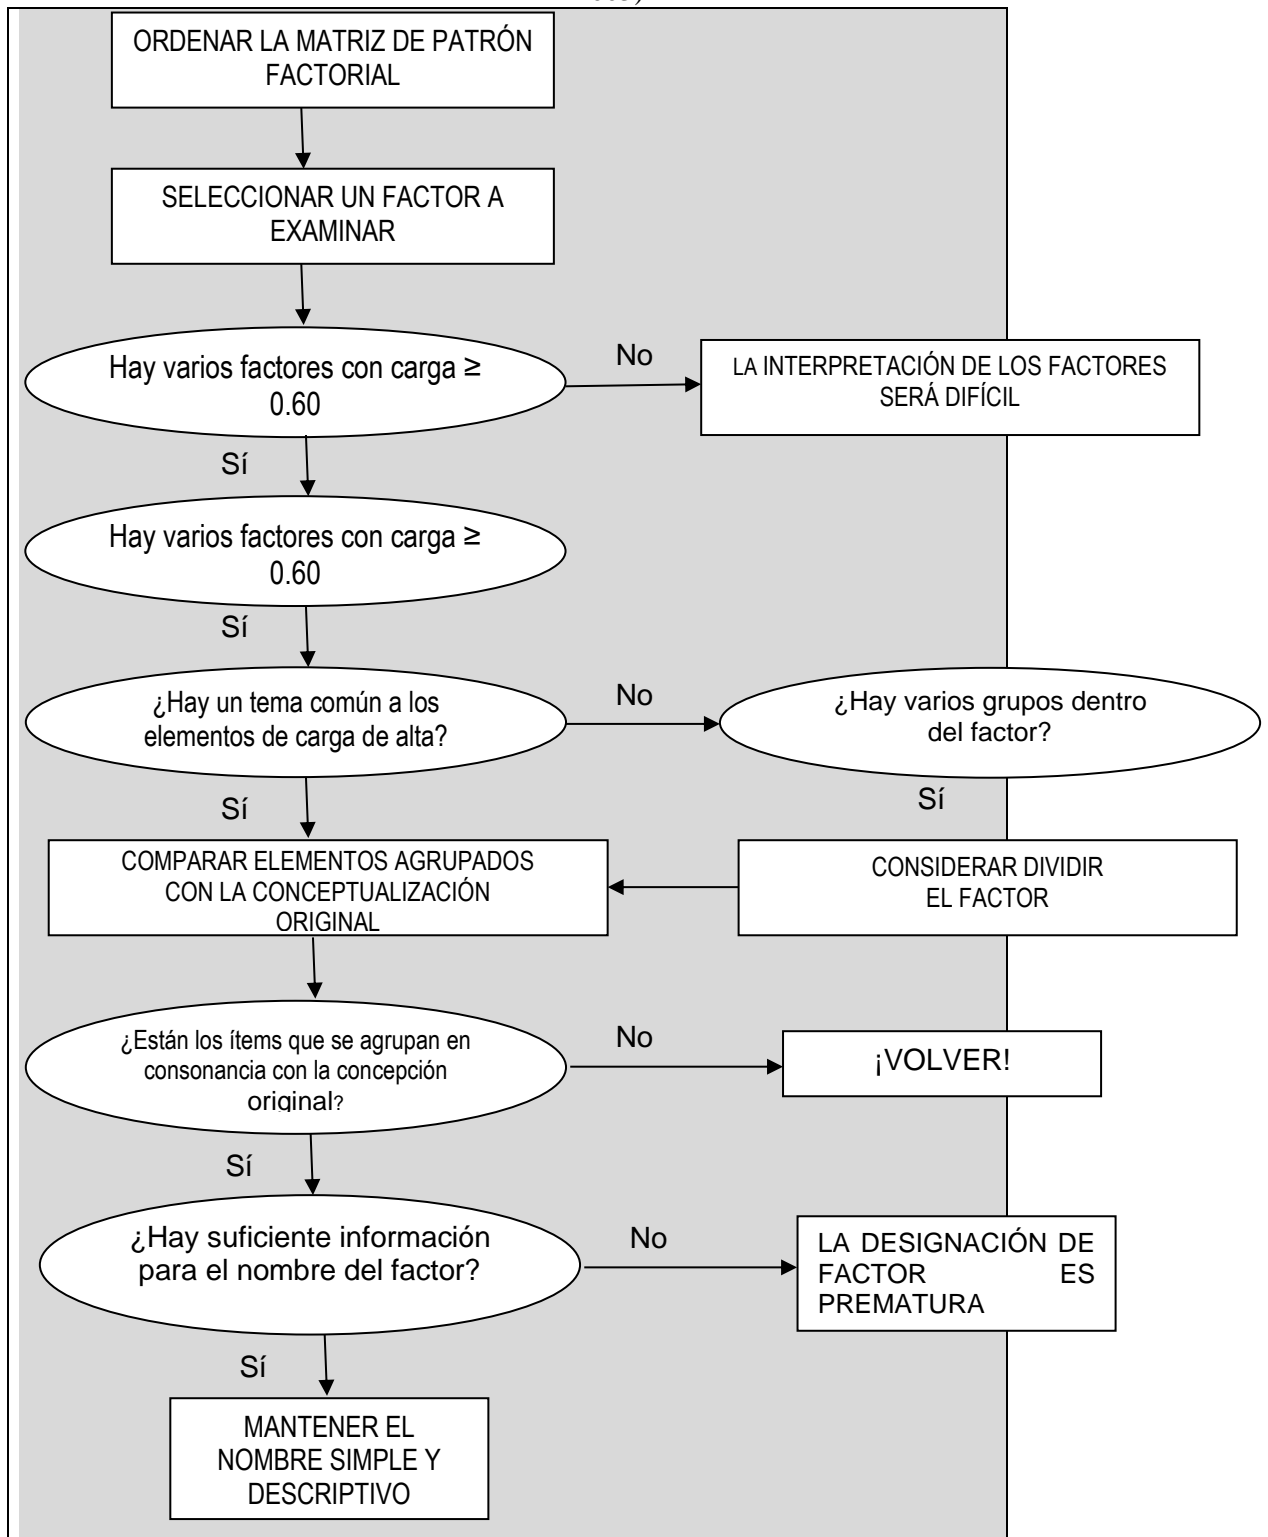 ORDENAR LA MATRIZ DE PATRÓN
FACTORIAL
SELECCIONAR UN FACTOR A
EXAMINAR
Hay varios factores con carga ≥
0.60
No
LA INTERPRETACIÓN DE LOS FACTORES
SERÁ DIFÍCIL
Sí
Hay varios factores con carga ≥
0.60
Sí
¿Hay un tema común a los
elementos de carga de alta?
No
¿Hay varios grupos dentro
del factor?
Sí
Sí
COMPARAR ELEMENTOS AGRUPADOS
CON LA CONCEPTUALIZACIÓN
ORIGINAL
CONSIDERAR DIVIDIR
EL FACTOR
¿Están los ítems que se agrupan en
consonancia con la concepción
original?
No
¡VOLVER!
Sí
¿Hay suficiente información
para el nombre del factor?
No
LA DESIGNACIÓN DE
FACTOR ES
PREMATURA
Sí
MANTENER EL
NOMBRE SIMPLE Y
DESCRIPTIVO